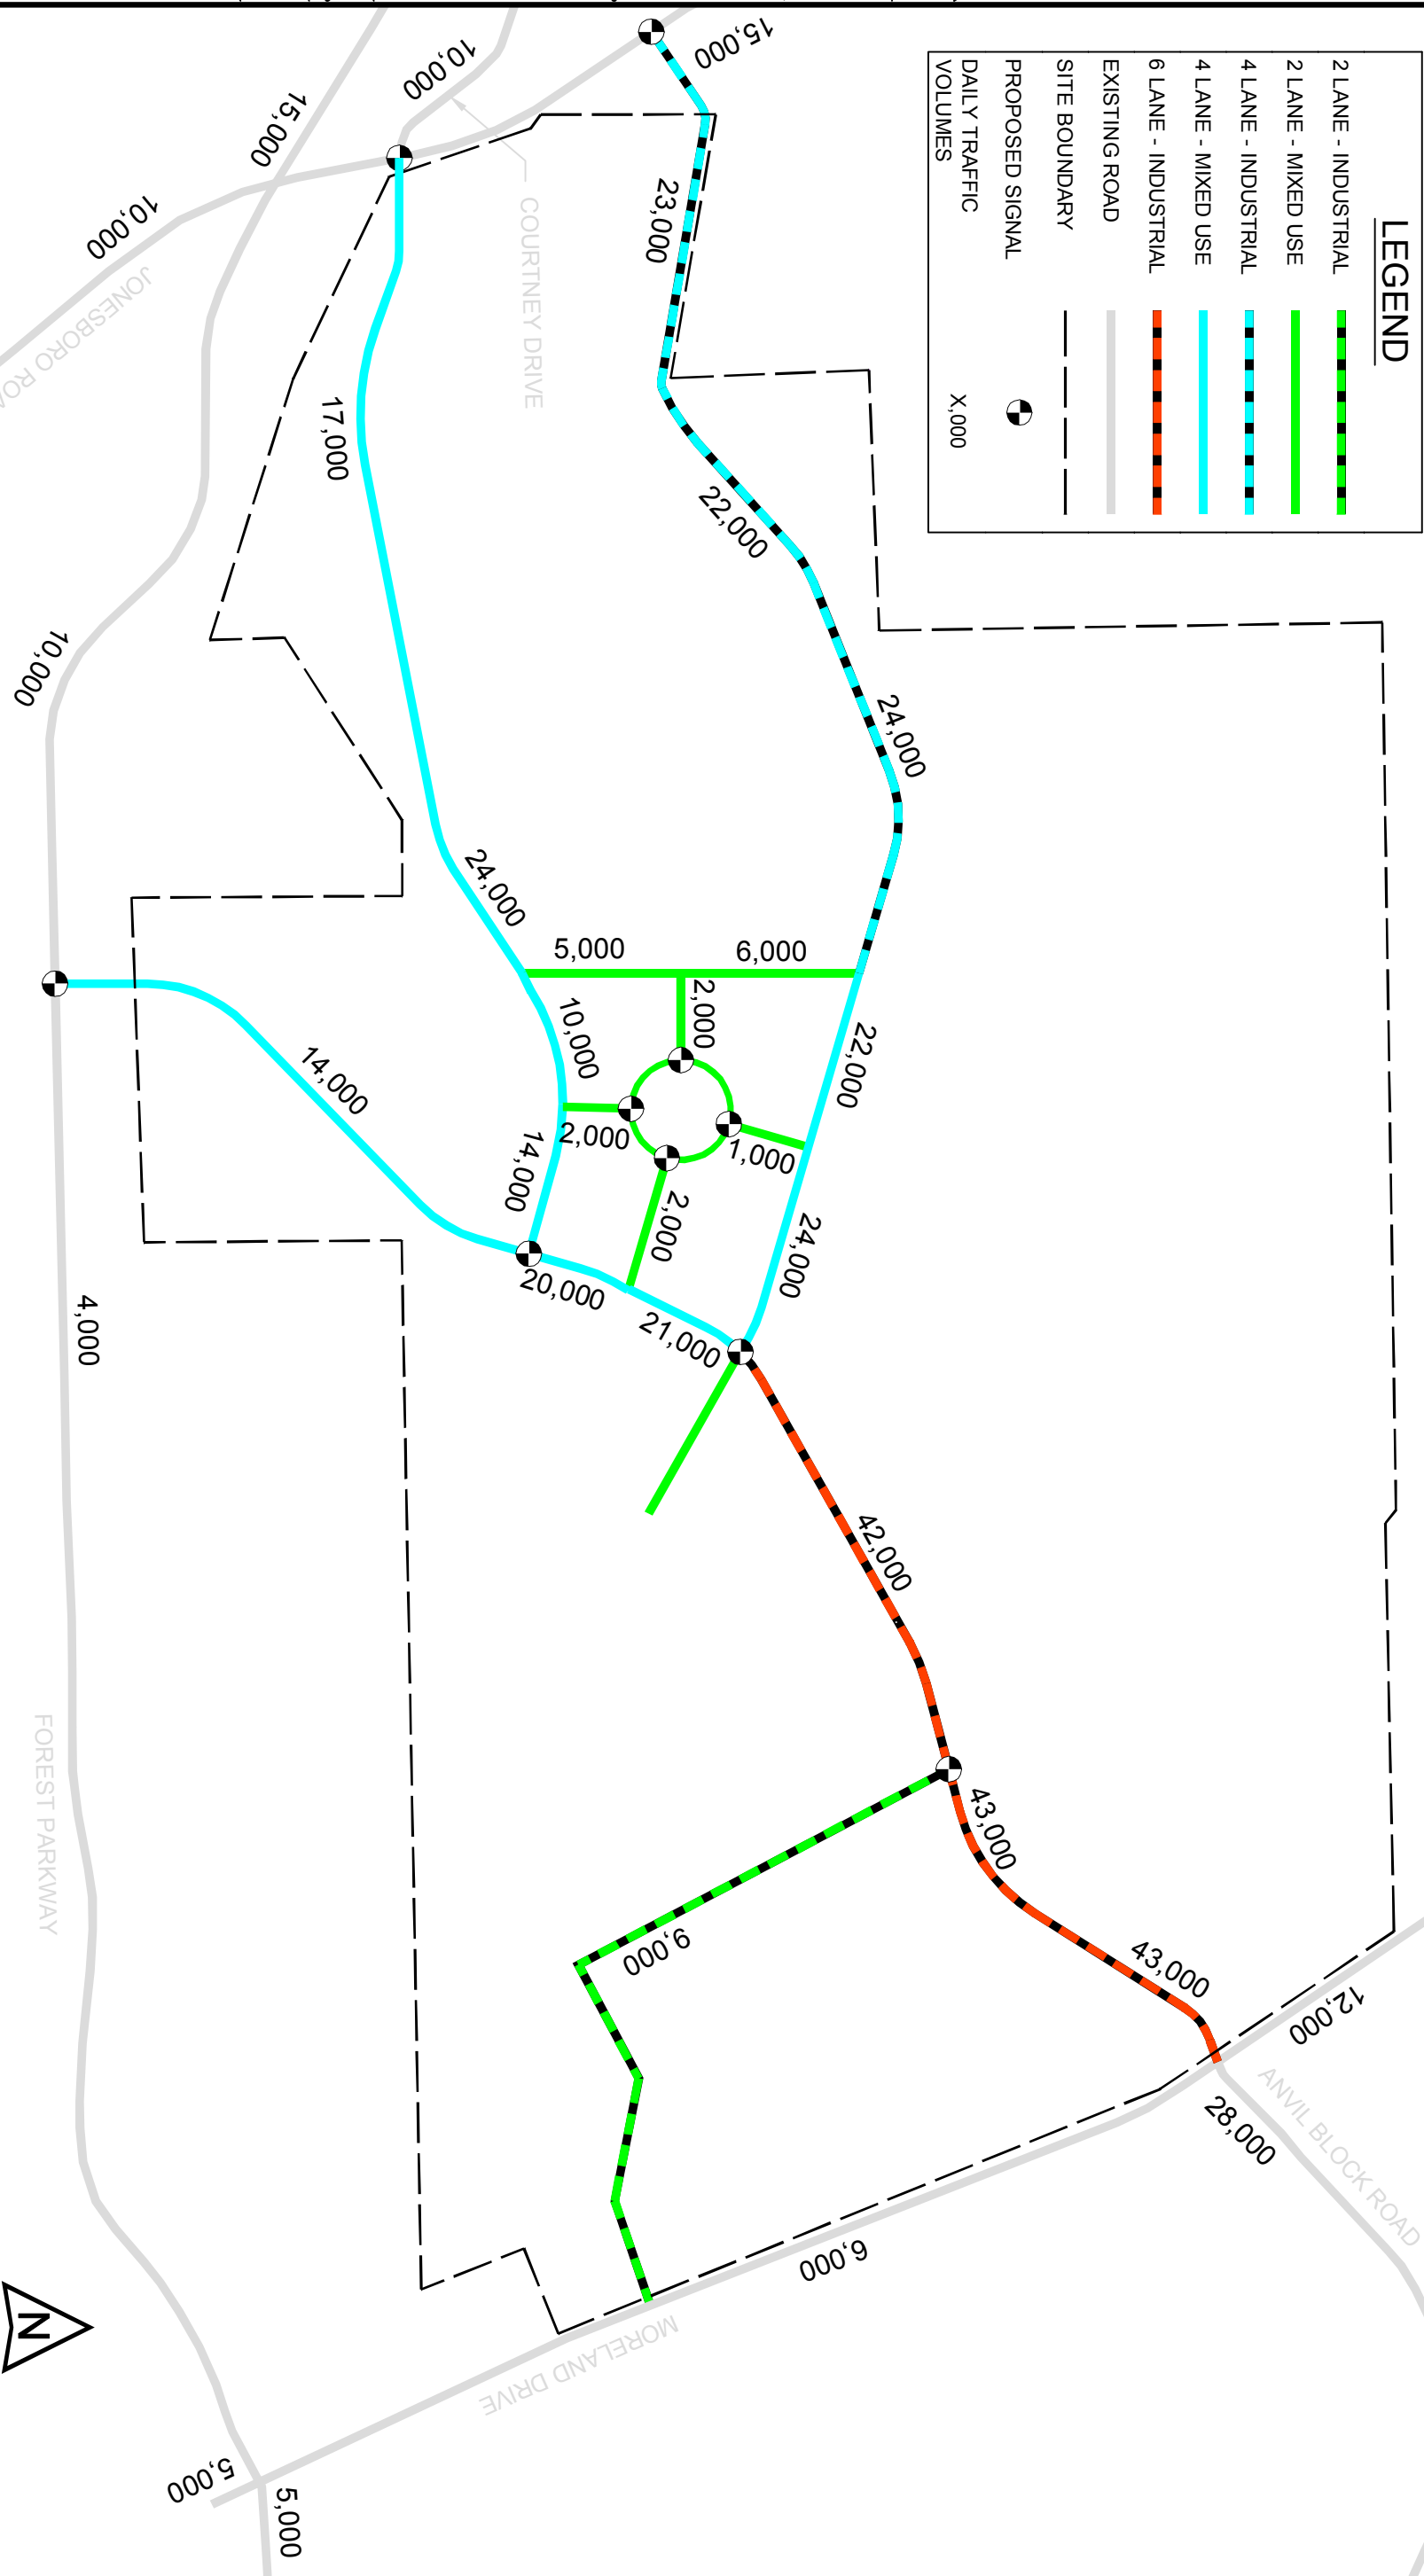 LEGEND
2 LANE - INDUSTRIAL
2 LANE - MIXED USE
4 LANE - INDUSTRIAL
4 LANE - MIXED USE
6 LANE - INDUSTRIAL
EXISTING ROAD
SITE BOUNDARY
PROPOSED SIGNAL
DAILY TRAFFIC
VOLUMES
X,000
15,000
10,000
15,000
10,000
JONESBORO ROA
COURTNEY DRIVE
23,000
17,000
22,000
10,000
24,000
24,000
5,000
6,000
2,000
10,000
22,000
14,000
2,000
1,000
14,000
2,000
24,000
20,000
21,000
4,000
42,000
FOREST PARKWAY
43,000
9,000
43,000
12,000
ANVIL BLOCK ROAD
28,000
6,000
MORELAND DRIVE
5,000
5,000
N